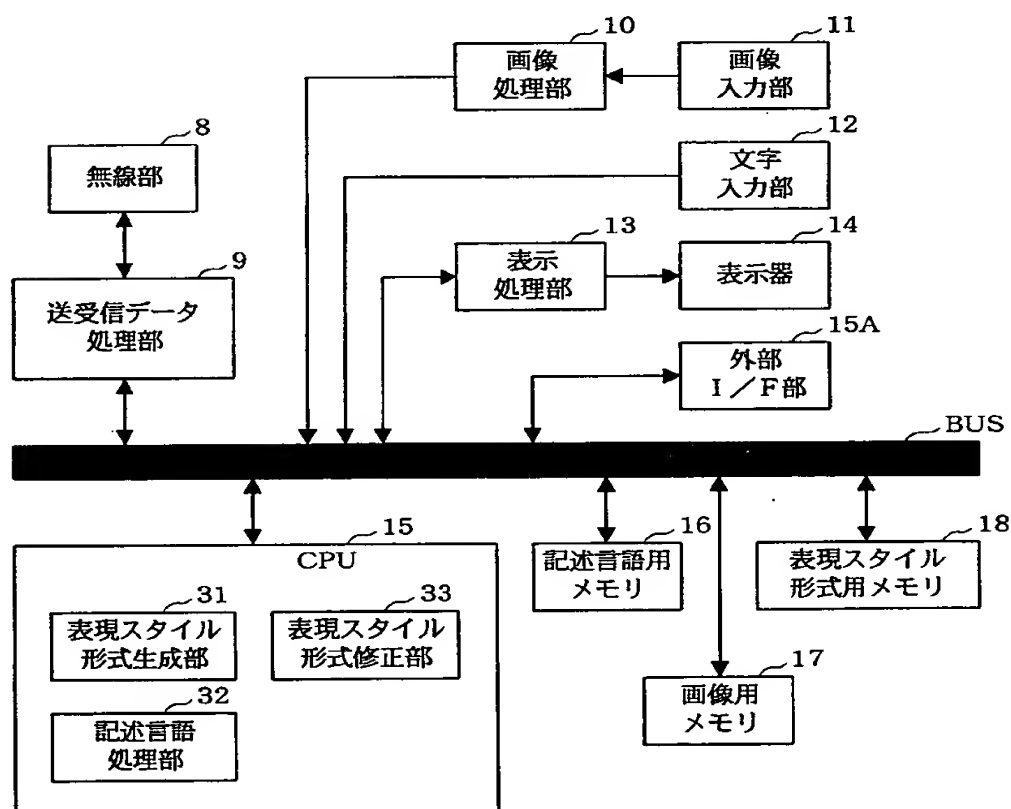 10
画像
処理部
11
画像
入力部
8
無線部
12
文字
入力部
9
送受信データ
処理部
13
表示
処理部
14
表示器
15A
外部
I/F部
BUS
15
CPU
16
記述言語用
メモリ
18
表現スタイル
形式用メモリ
31
表現スタイル
形式生成部
33
表現スタイル
形式修正部
17
画像用
メモリ
32
記述言語
処理部